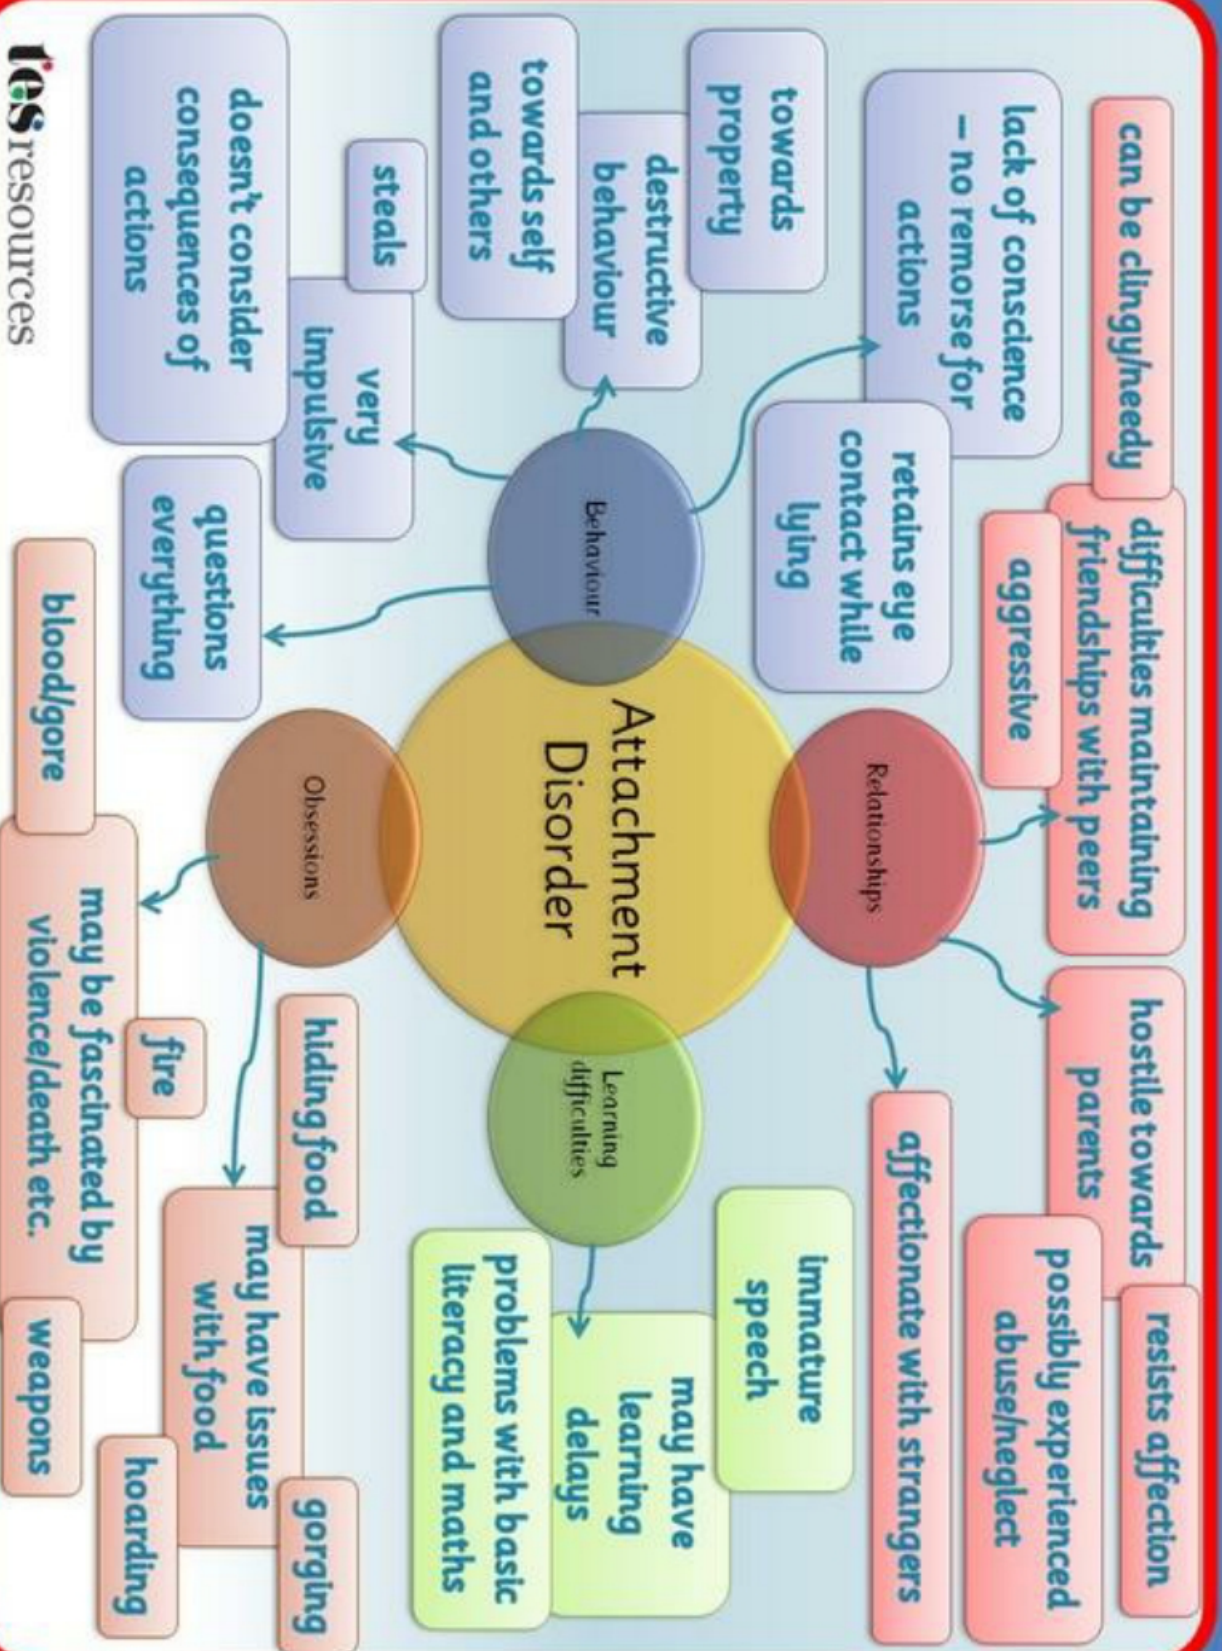 can be clingy/needy
difficulties maintaining
friendships with peers
aggressive
hostile towards
parents
resists affection
possibly experienced
abuse/neglect
affectionate with strangers
Relationships
lack of conscience
– no remorse for
actions
retains eye
contact while
lying
towards
property
destructive
behaviour
towards self
and others
Behaviour
steals
very
impulsive
doesn't consider
consequences of
actions
questions
everything
Attachment
Disorder
Learning
difficulties
immature
speech
may have
learning
delays
problems with basic
literacy and maths
Obsessions
hiding food
may have issues
with food
gorging
hoarding
blood/gore
fire
may be fascinated by
violence/death etc.
weapons
tes resources